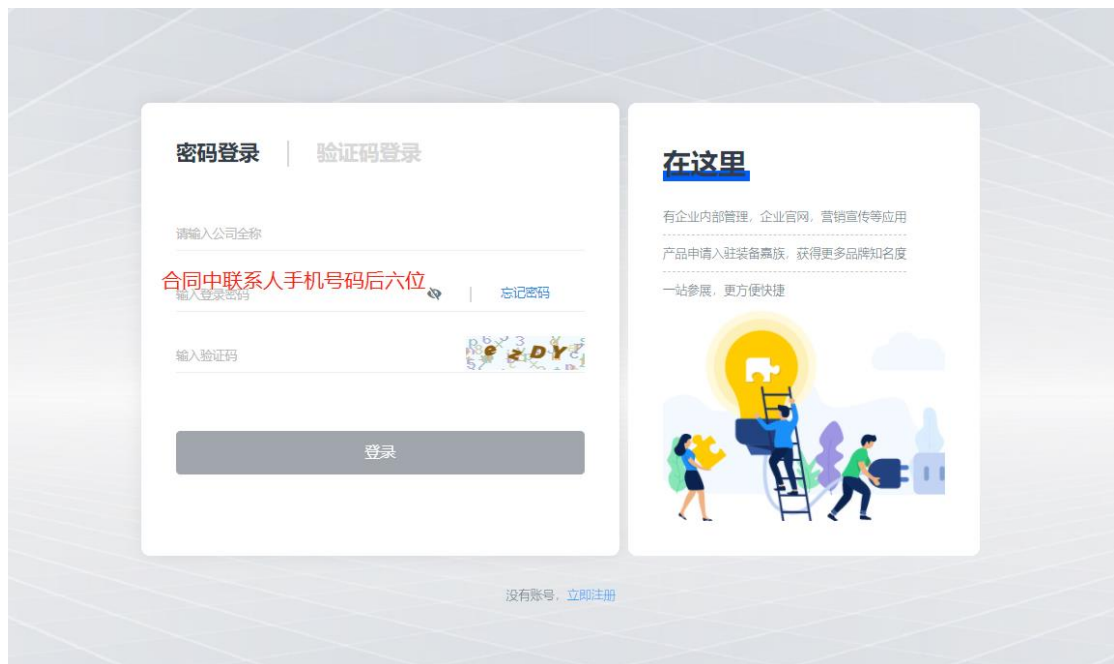 密码登录 | 验证码登录
请输入公司全称
合同中联系人手机号码后六位
输入登录密码 | 忘记密码
输入验证码
ezDY
登录
在这里
有企业内部管理，企业官网，营销宣传等应用
产品申请入驻装备嘉族，获得更多品牌知名度
一站参展，更方便快捷
没有账号，立即注册